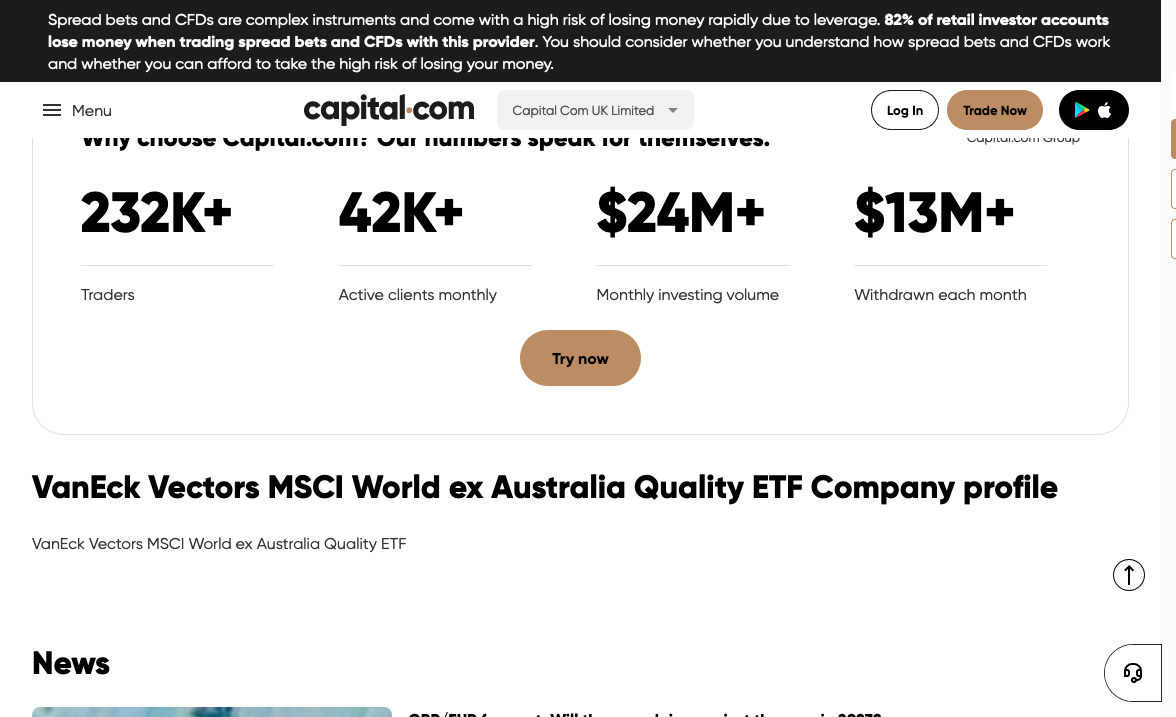 Spread bets and CFDs are complex instruments and come with a high risk of losing money rapidly due to leverage. 82% of retail investor accounts
lose money when trading spread bets and CFDs with this provider. You should consider whether you understand how spread bets and CFDs work
and whether you can afford to take the high risk of losing your money.
Menu
capital.com
Capital Com UK Limited
Log In
Trade Now
Why choose Capital.com? Our numbers speak for themselves.
Capital.com Group
232K+
42K+
$24M+
$13M+
Traders
Active clients monthly
Monthly investing volume
Withdrawn each month
Try now
VanEck Vectors MSCI World ex Australia Quality ETF Company profile
VanEck Vectors MSCI World ex Australia Quality ETF
News